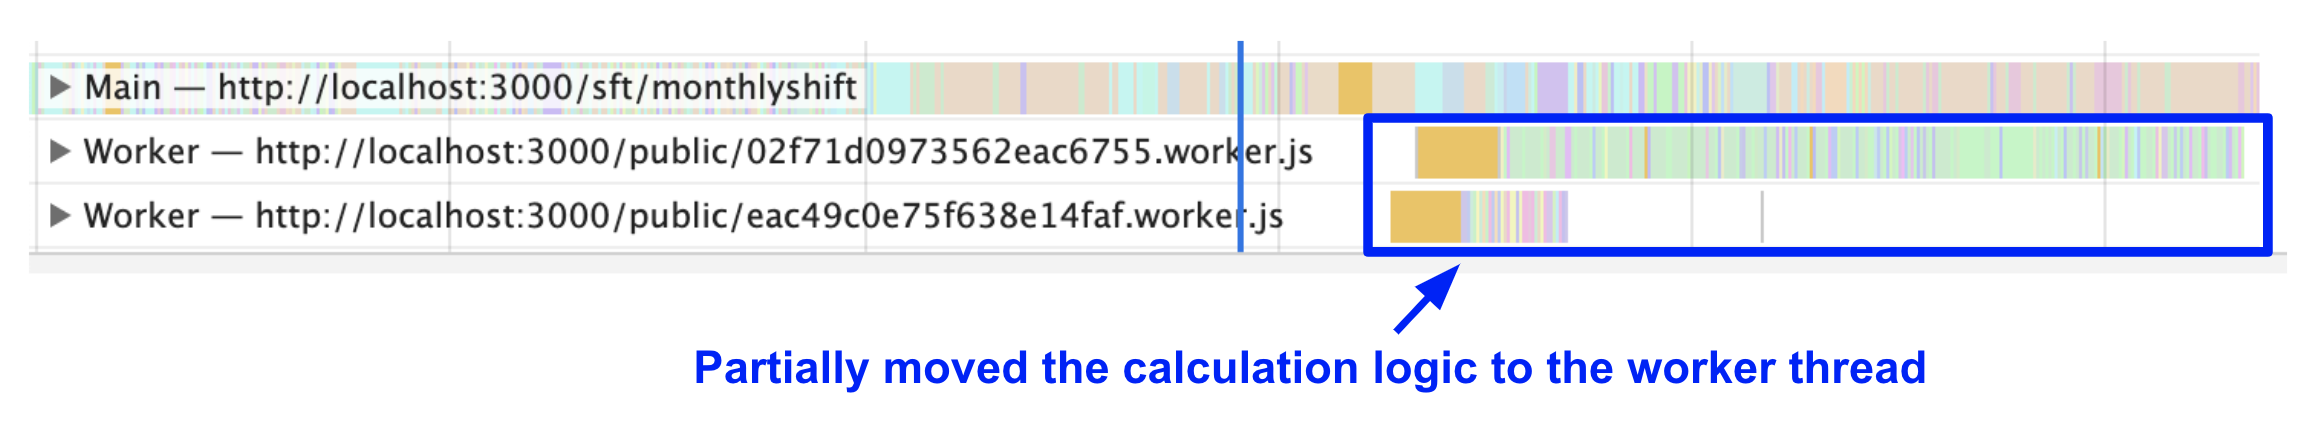 Main — http://localhost:3000/sft/monthlyshift
Worker — http://localhost:3000/public/02f71d0973562eac6755.worker.js
Worker — http://localhost:3000/public/eac49c0e75f638e14faf.worker.js
Partially moved the calculation logic to the worker thread